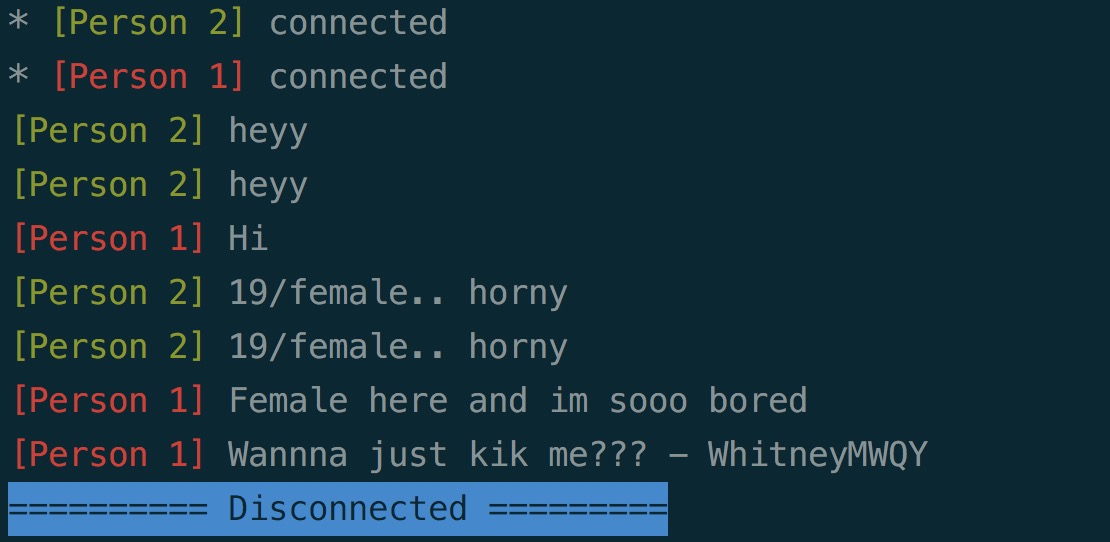 * [Person 2] connected
* [Person 1] connected
[Person 2] heyy
[Person 2] heyy
[Person 1] Hi
[Person 2] 19/female.. horny
[Person 2] 19/female.. horny
[Person 1] Female here and im sooo bored
[Person 1] Wannna just kik me??? – WhitneyMWQY
========== Disconnected =========